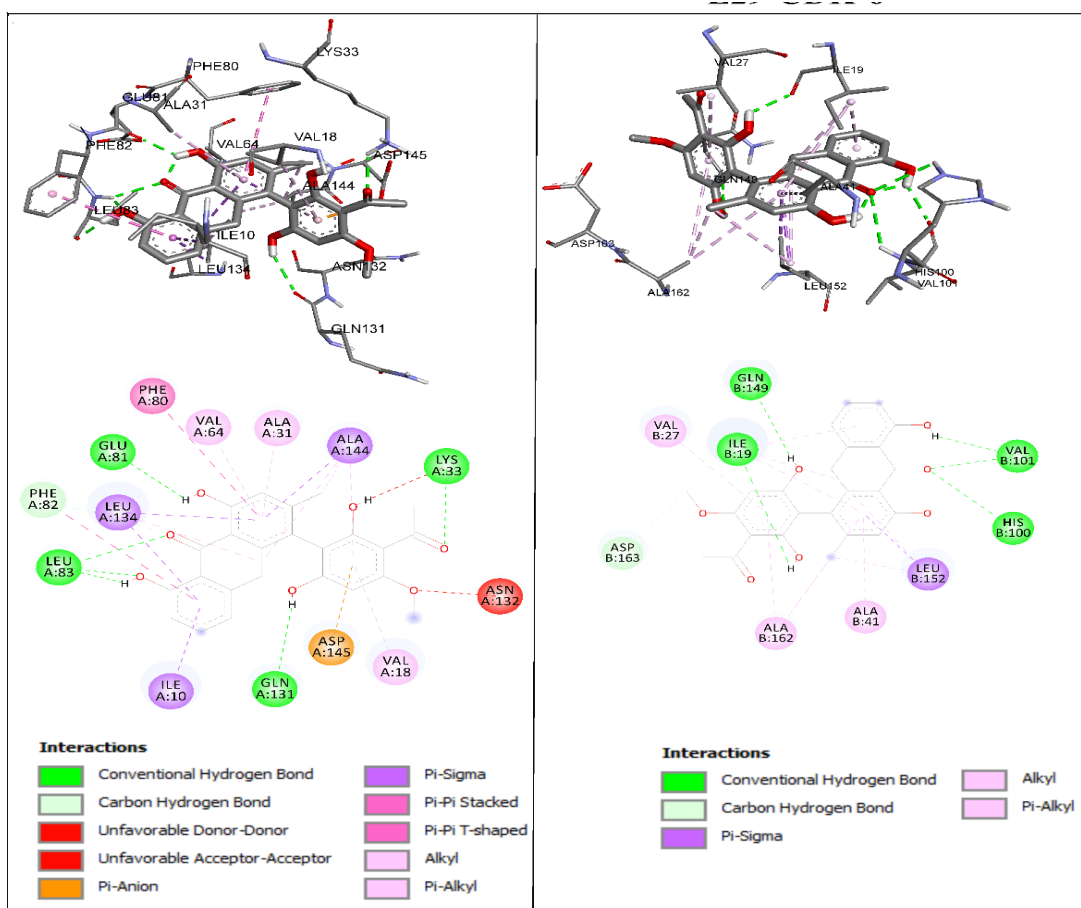 LYS33
PHE80
GLU81
ALA31
PHE82
VAL64
VAL18
ASP145
ALA144
LEU83
ILE10
LEU134
ASN132
GLN131
VAL27
ILE19
GLN149
ALA41
ASP163
ALA162
LEU152
HIS100
VAL101
PHE
A:80
VAL
A:64
ALA
A:31
GLU
A:81
ALA
A:144
LYS
A:33
PHE
A:82
LEU
A:134
H
H
LEU
A:83
H
H
ASN
A:132
ASP
A:145
VAL
A:18
ILE
A:10
GLN
A:131
GLN
B:149
VAL
B:27
ILE
B:19
H
H
VAL
B:101
HIS
B:100
ASP
B:163
H
LEU
B:152
ALA
B:162
ALA
B:41
Interactions
Conventional Hydrogen Bond
Carbon Hydrogen Bond
Unfavorable Donor-Donor
Unfavorable Acceptor-Acceptor
Pi-Anion
Pi-Sigma
Pi-Pi Stacked
Pi-Pi T-shaped
Alkyl
Pi-Alkyl
Interactions
Conventional Hydrogen Bond
Carbon Hydrogen Bond
Pi-Sigma
Alkyl
Pi-Alkyl